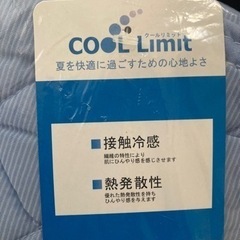 COOL Limit
クールリミット
夏を快適に過ごすための心地よさ
■接触冷感
繊維の特性により
肌にひんやり感を感じさせます
■熱発散性
優れた熱発散性を持ち
ひんやり感を与えます